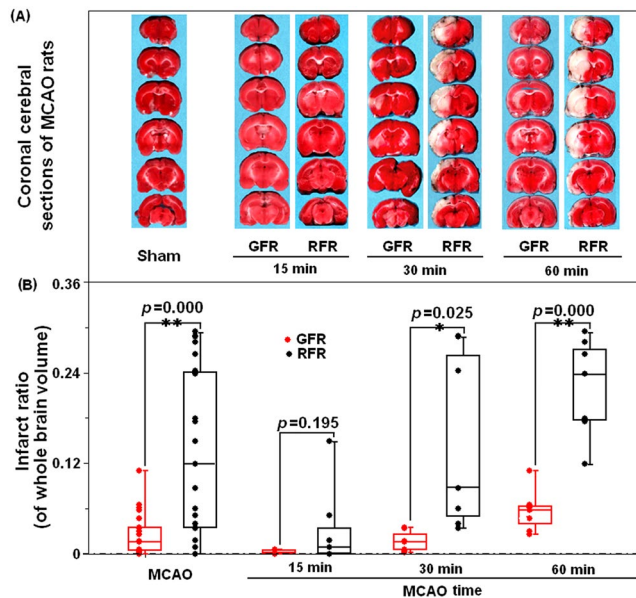 (A)
Coronal cerebral
sections of MCAO rats
Sham
GFR RFR GFR RFR GFR RFR
15 min 30 min 60 min
(B)
Infarct ratio
(of whole brain volume)
0.36
0.24
0.12
0
p=0.000
**
p=0.195
p=0.025
*
p=0.000
**
GFR
RFR
MCAO 15 min 30 min 60 min
MCAO time